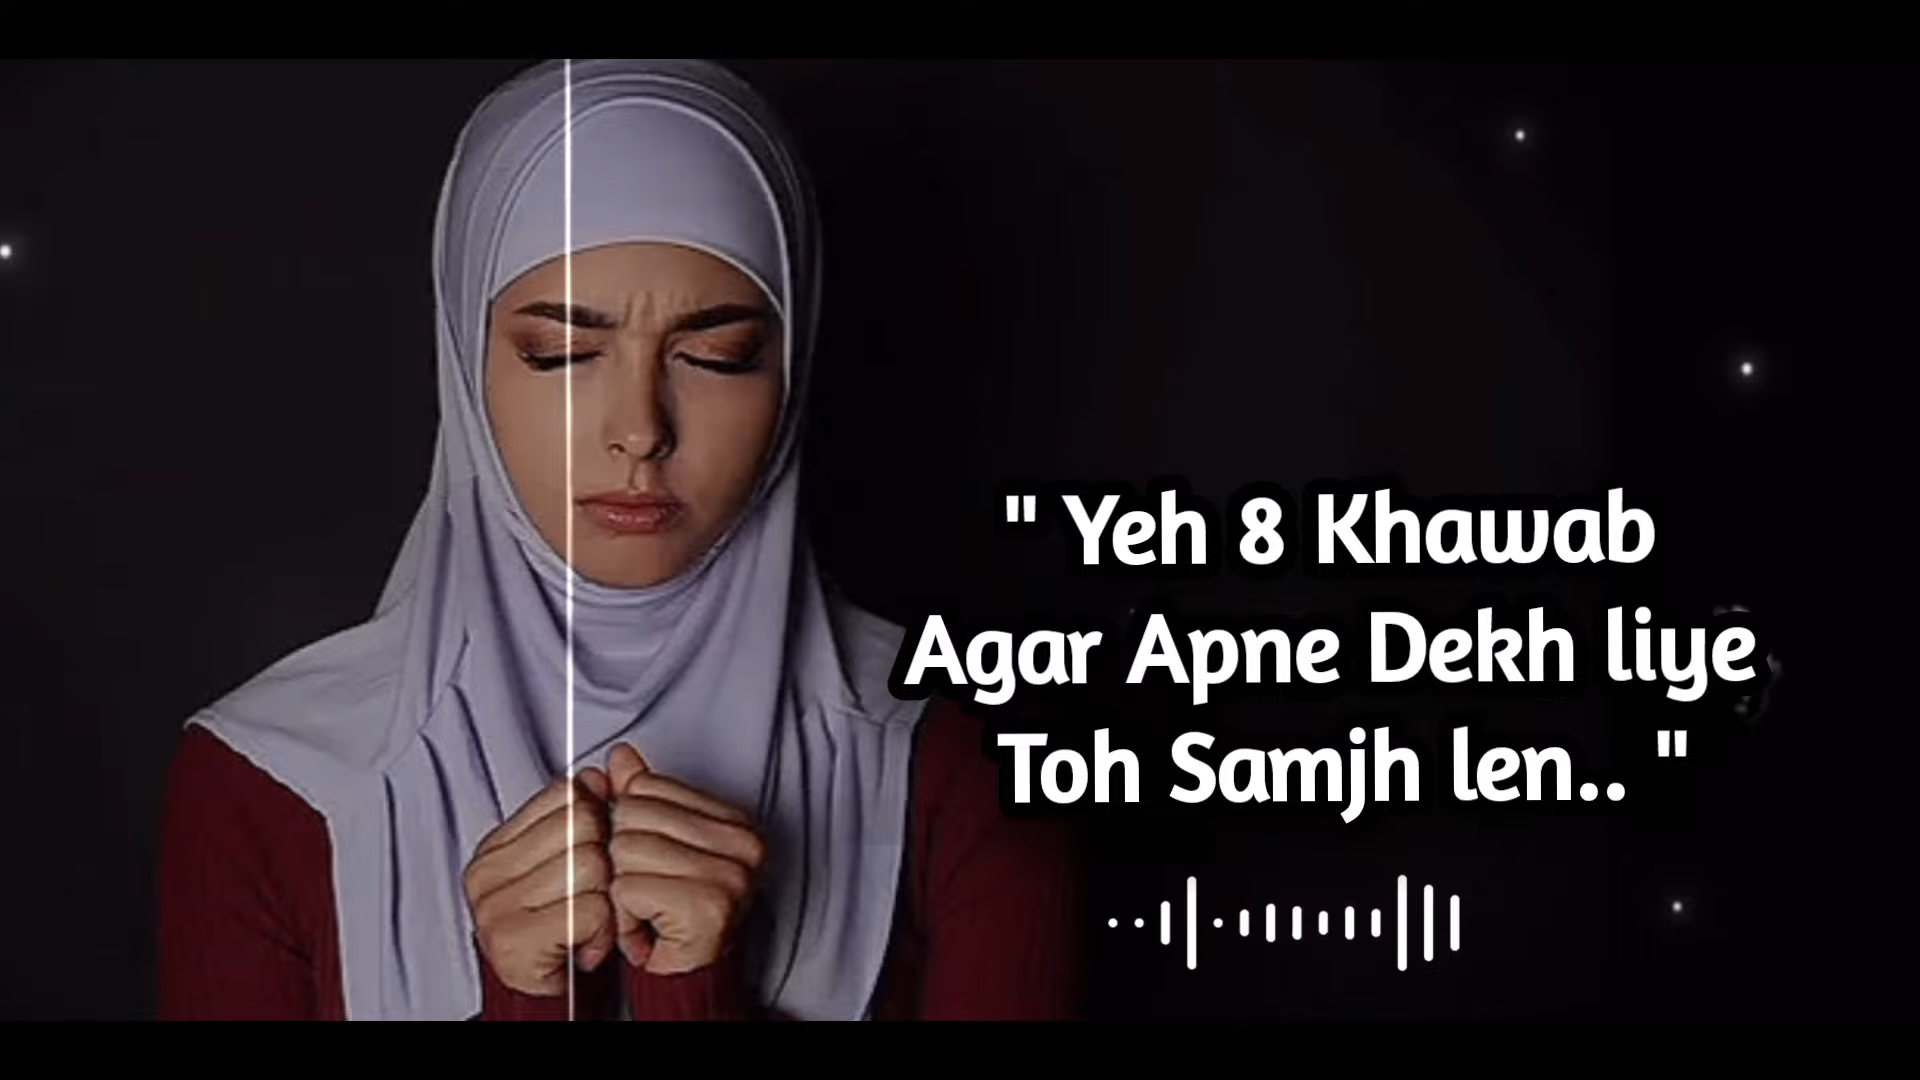 " Yeh 8 Khawab
Agar Apne Dekh liye
Toh Samjh len.. "